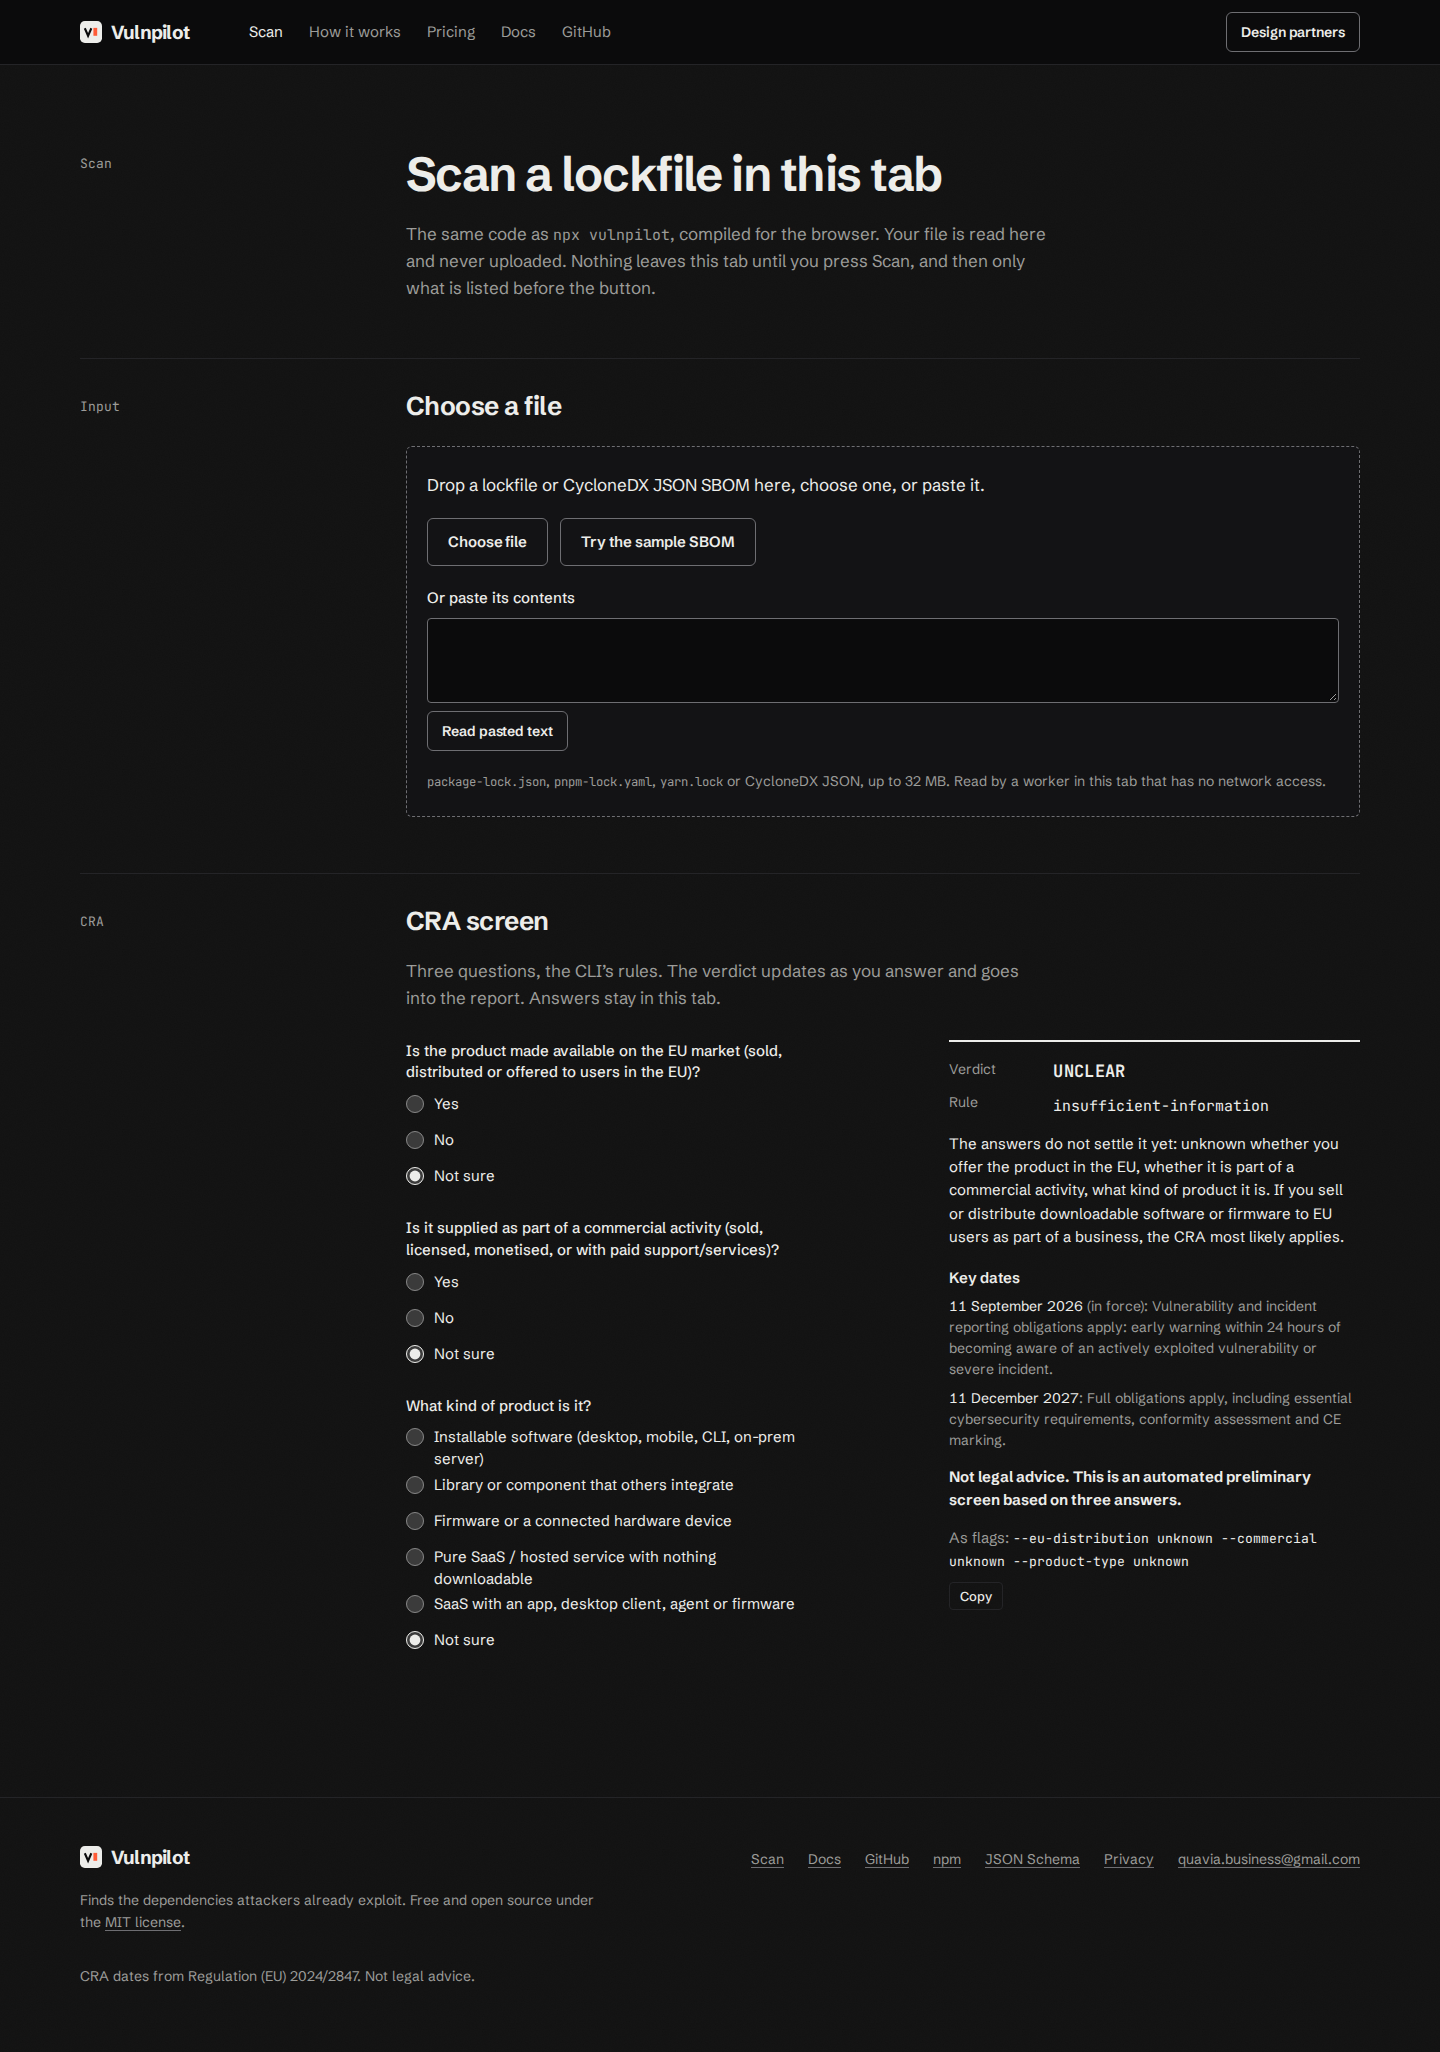 Vulnpilot
Scan
How it works
Pricing
Docs
GitHub
Design partners
Scan
Scan a lockfile in this tab
The same code as npx vulnpilot, compiled for the browser. Your file is read here
and never uploaded. Nothing leaves this tab until you press Scan, and then only
what is listed before the button.
Input
Choose a file
Drop a lockfile or CycloneDX JSON SBOM here, choose one, or paste it.
Choose file
Try the sample SBOM
Or paste its contents
Read pasted text
package-lock.json, pnpm-lock.yaml, yarn.lock or CycloneDX JSON, up to 32 MB. Read by a worker in this tab that has no network access.
CRA
CRA screen
Three questions, the CLI’s rules. The verdict updates as you answer and goes
into the report. Answers stay in this tab.
Is the product made available on the EU market (sold,
distributed or offered to users in the EU)?
Yes
No
Not sure
Is it supplied as part of a commercial activity (sold,
licensed, monetised, or with paid support/services)?
Yes
No
Not sure
What kind of product is it?
Installable software (desktop, mobile, CLI, on-prem
server)
Library or component that others integrate
Firmware or a connected hardware device
Pure SaaS / hosted service with nothing
downloadable
SaaS with an app, desktop client, agent or firmware
Not sure
Verdict UNCLEAR
Rule insufficient-information
The answers do not settle it yet: unknown whether you
offer the product in the EU, whether it is part of a
commercial activity, what kind of product it is. If you sell
or distribute downloadable software or firmware to EU
users as part of a business, the CRA most likely applies.
Key dates
11 September 2026 (in force): Vulnerability and incident
reporting obligations apply: early warning within 24 hours of
becoming aware of an actively exploited vulnerability or
severe incident.
11 December 2027: Full obligations apply, including essential
cybersecurity requirements, conformity assessment and CE
marking.
Not legal advice. This is an automated preliminary
screen based on three answers.
As flags: --eu-distribution unknown --commercial
unknown --product-type unknown
Copy
Vulnpilot
Finds the dependencies attackers already exploit. Free and open source under
the MIT license.
CRA dates from Regulation (EU) 2024/2847. Not legal advice.
Scan
Docs
GitHub
npm
JSON Schema
Privacy
quavia.business@gmail.com